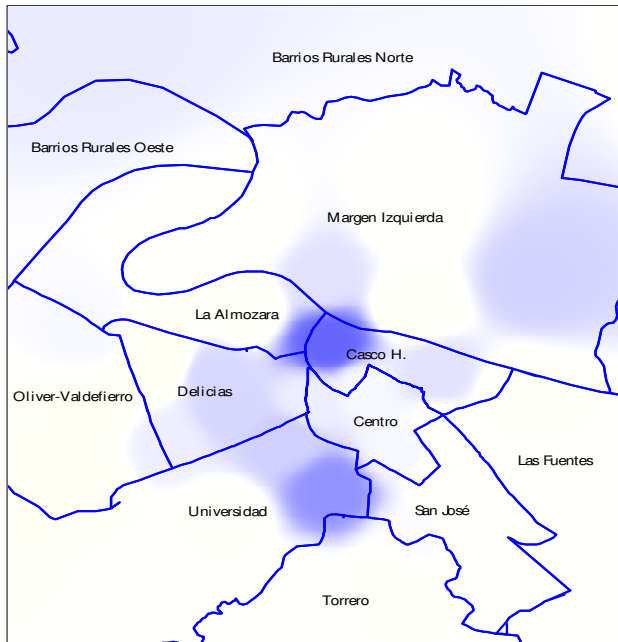 Barrios Rurales Norte
Barrios Rurales Oeste
Margen Izquierda
La Almozara
Casco H.
Oliver-Valdefierro
Delicias
Centro
Las Fuentes
Universidad
San José
Torrero